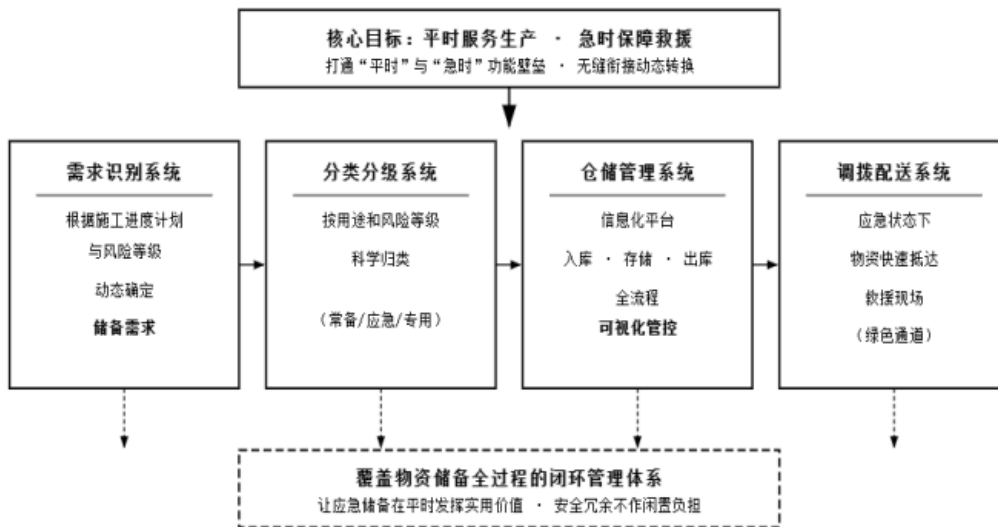 核心目标：平时服务生产 · 急时保障救援
打通“平时”与“急时”功能壁垒 · 无缝衔接动态转换
需求识别系统
根据施工进度计划
与风险等级
动态确定
储备需求
分类分级系统
按用途和风险等级
科学归类
（常备/应急/专用）
仓储管理系统
信息化平台
入库 · 存储 · 出库
全流程
可视化管控
调拨配送系统
应急状态下
物资快速抵达
救援现场
（绿色通道）
覆盖物资储备全过程的闭环管理体系
让应急储备在平时发挥实用价值 · 安全冗余不作闲置负担